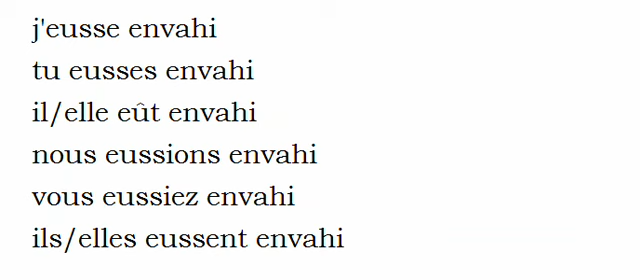 j'eusse envahi
tu eusses envahi
il/elle eût envahi
nous eussions envahi
vous eussiez envahi
ils/elles eussent envahi